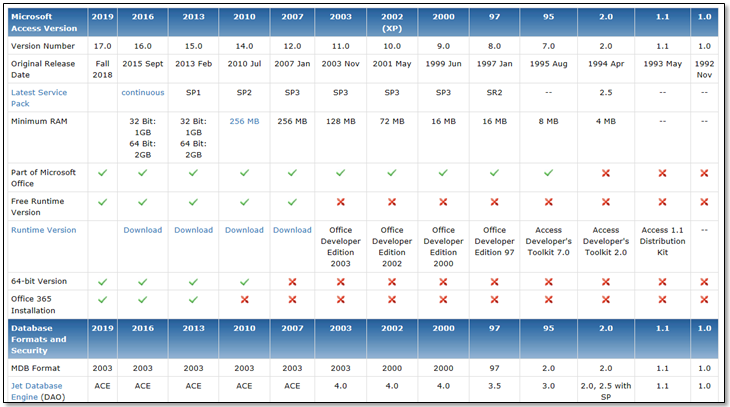 Microsoft Access Version 2019 2016 2013 2010 2007 2003 2002 (XP) 2000 97 95 2.0 1.1 1.0
Version Number 17.0 16.0 15.0 14.0 12.0 11.0 10.0 9.0 8.0 7.0 2.0 1.1 1.0
Original Release Date Fall 2018 2015 Sept 2013 Feb 2010 Jul 2007 Jan 2003 Nov 2001 May 1999 Jun 1997 Jan 1995 Aug 1994 Apr 1993 May 1992 Nov
Latest Service Pack continuous SP1 SP2 SP3 SP3 SP3 SP3 SR2 -- 2.5 -- --
Minimum RAM 32 Bit: 1GB 64 Bit: 2GB 32 Bit: 1GB 64 Bit: 2GB 256 MB 256 MB 128 MB 72 MB 16 MB 16 MB 8 MB 4 MB -- --
Part of Microsoft Office
Free Runtime Version
Runtime Version Download Download Download Download Office Developer Edition 2003 Office Developer Edition 2002 Office Developer Edition 2000 Office Developer Edition 97 Access Developer's Toolkit 7.0 Access Developer's Toolkit 2.0 Access 1.1 Distribution Kit --
64-bit Version
Office 365 Installation
Database Formats and Security 2019 2016 2013 2010 2007 2003 2002 2000 97 95 2.0 1.1 1.0
MDB Format 2003 2003 2003 2003 2003 2003 2000 2000 97 2.0 2.0 1.1 1.0
Jet Database Engine (DAO) ACE ACE ACE ACE ACE 4.0 4.0 4.0 3.5 3.0 2.0, 2.5 with SP 1.1 1.0